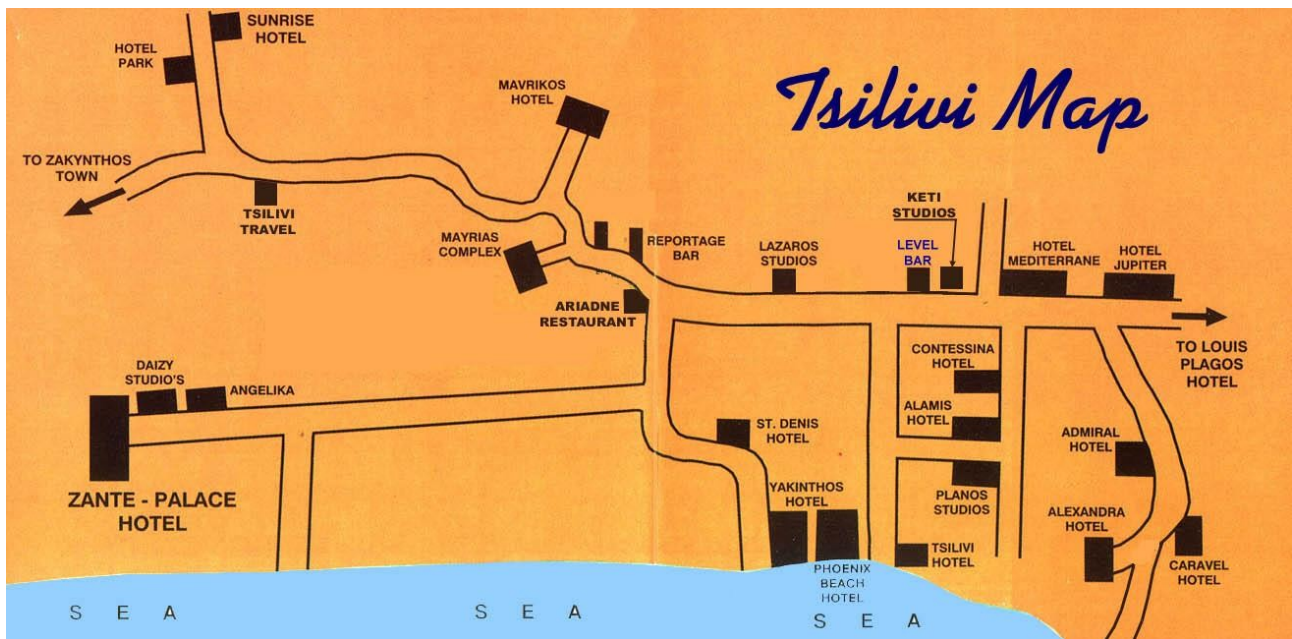 SUNRISE
HOTEL
HOTEL
PARK
MAVRIKOS
HOTEL
Tsilivi Map
TO ZAKYNTHOS
TOWN
TSILIVI
TRAVEL
MAYRIAS
COMPLEX
REPORTAGE
BAR
LAZAROS
STUDIOS
KETI
STUDIOS
LEVEL
BAR
HOTEL
MEDITERRANE
HOTEL
JUPITER
ARIADNE
RESTAURANT
TO LOUIS
PLAGOS
HOTEL
DAIZY
STUDIO'S
ANGELIKA
CONTESSINA
HOTEL
ALAMIS
HOTEL
ST. DENIS
HOTEL
ADMIRAL
HOTEL
ZANTE - PALACE
HOTEL
YAKINTHOS
HOTEL
PLANOS
STUDIOS
ALEXANDRA
HOTEL
TSILIVI
HOTEL
CARAVEL
HOTEL
PHOENIX
BEACH
HOTEL
SEA
SEA
SEA